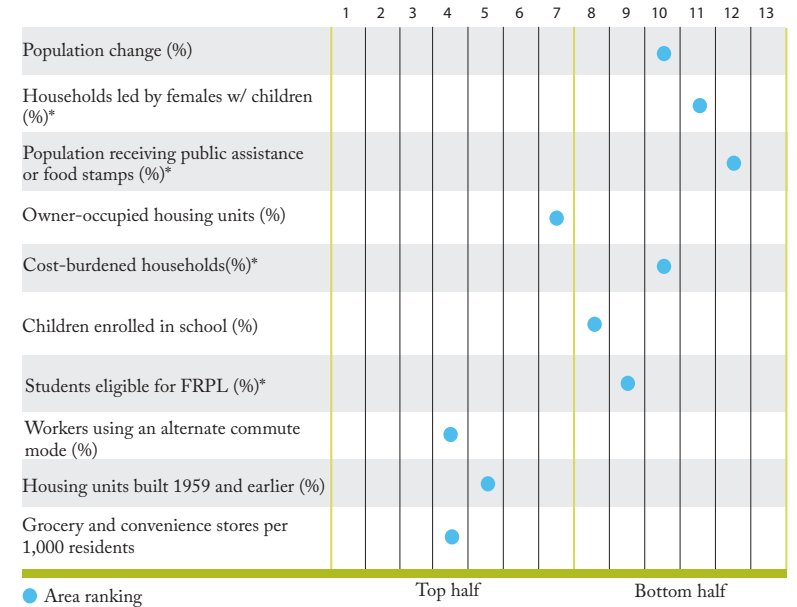 1 2 3 4 5 6 7 8 9 10 11 12 13
Population change (%)
Households led by females w/ children
(%)*
Population receiving public assistance
or food stamps (%)*
Owner-occupied housing units (%)
Cost-burdened households(%)*
Children enrolled in school (%)
Students eligible for FRPL (%)*
Workers using an alternate commute
mode (%)
Housing units built 1959 and earlier (%)
Grocery and convenience stores per
1,000 residents
Area ranking
Top half
Bottom half